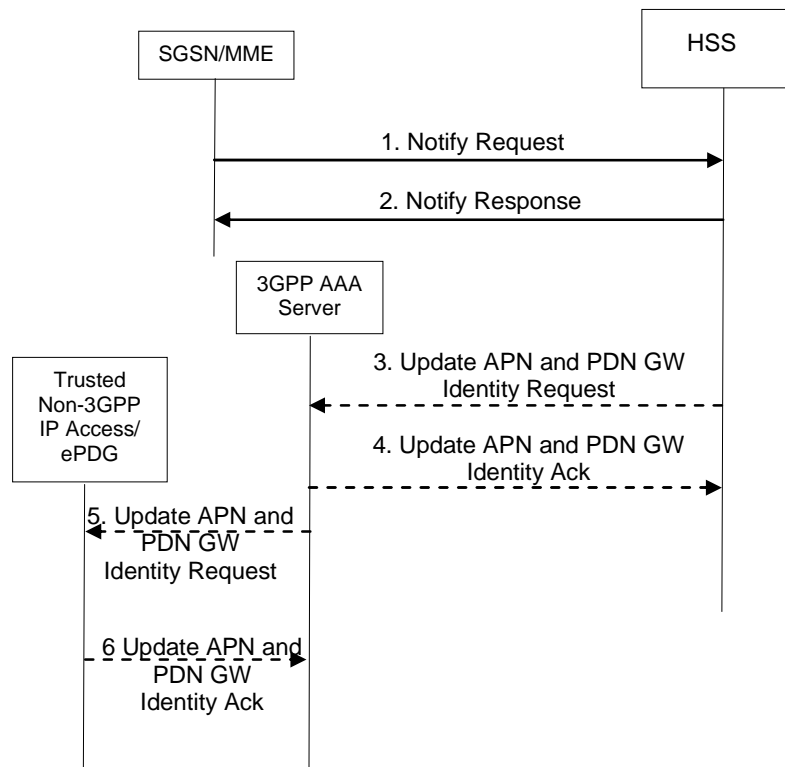 SGSN/MME
HSS
1. Notify Request
2. Notify Response
3GPP AAA
Server
3. Update APN and PDN GW
Identity Request
Trusted
Non-3GPP
IP Access/
ePDG
4. Update APN and PDN GW
Identity Ack
5. Update APN and
PDN GW
Identity Request
6 Update APN and
PDN GW
Identity Ack